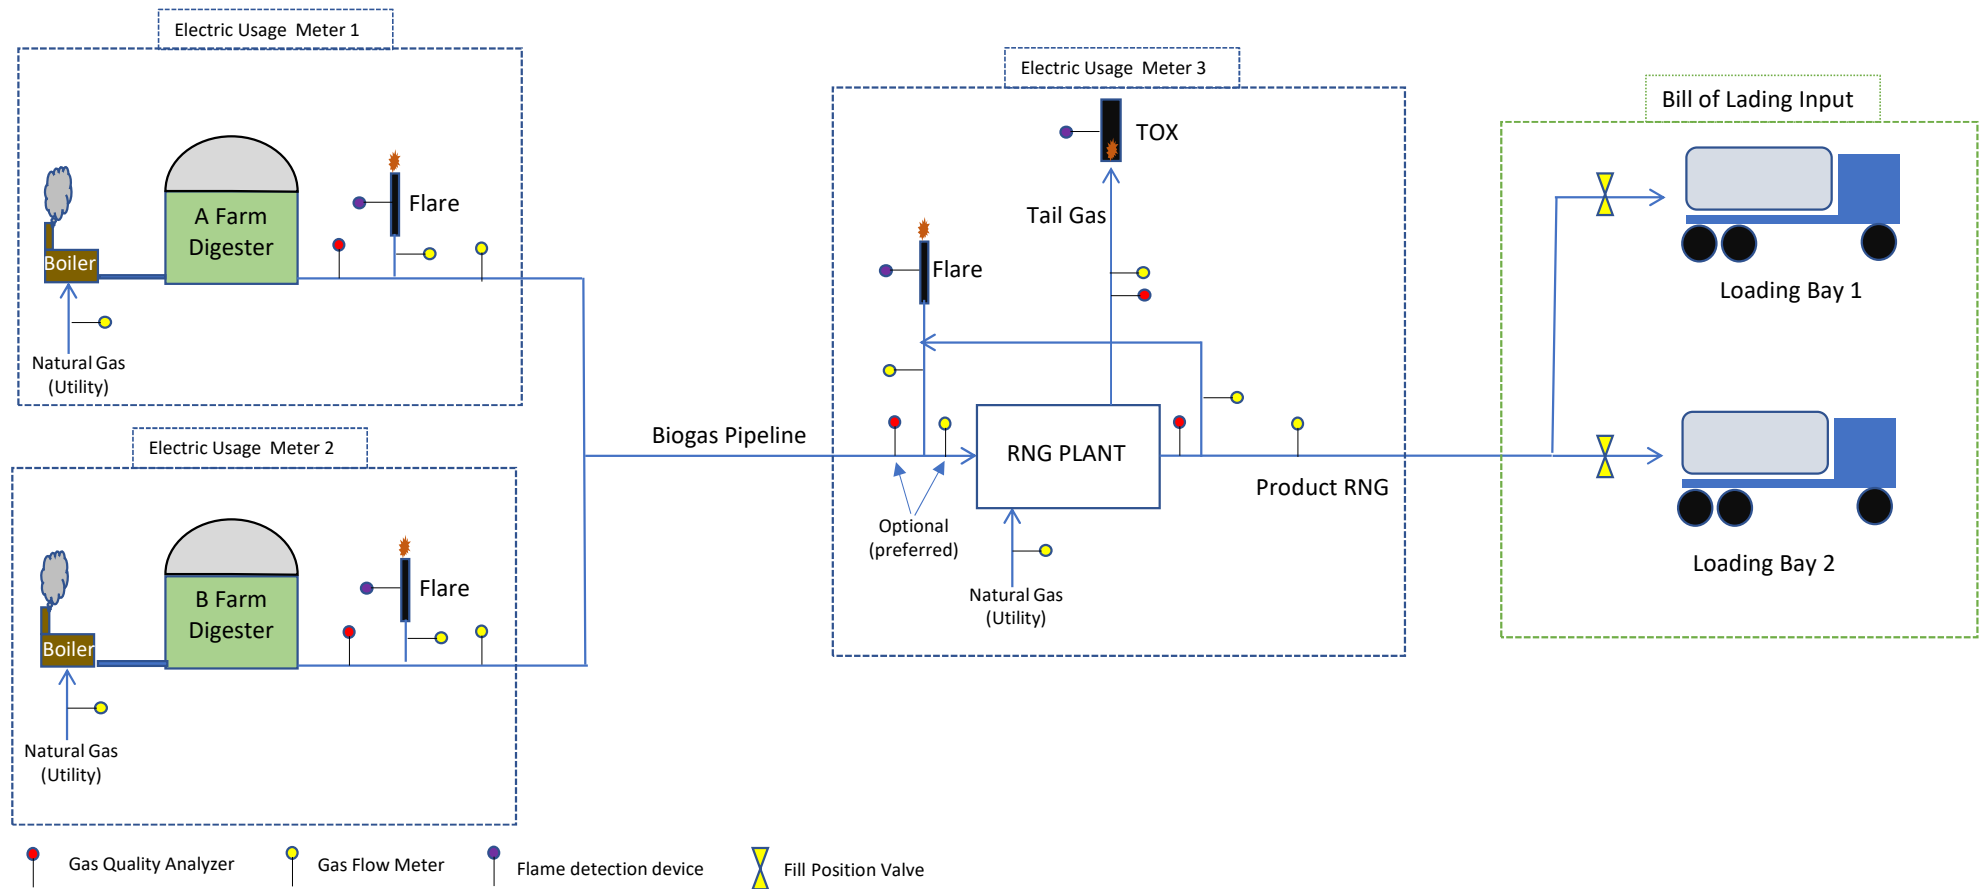 Electric Usage Meter 1
A Farm
Digester
Flare
Boiler
Natural Gas
(Utility)
Electric Usage Meter 2
B Farm
Digester
Flare
Boiler
Natural Gas
(Utility)
Biogas Pipeline
Electric Usage Meter 3
TOX
Tail Gas
Flare
RNG PLANT
Product RNG
Optional
(preferred)
Natural Gas
(Utility)
Bill of Lading Input
Loading Bay 1
Loading Bay 2
Gas Quality Analyzer
Gas Flow Meter
Flame detection device
Fill Position Valve